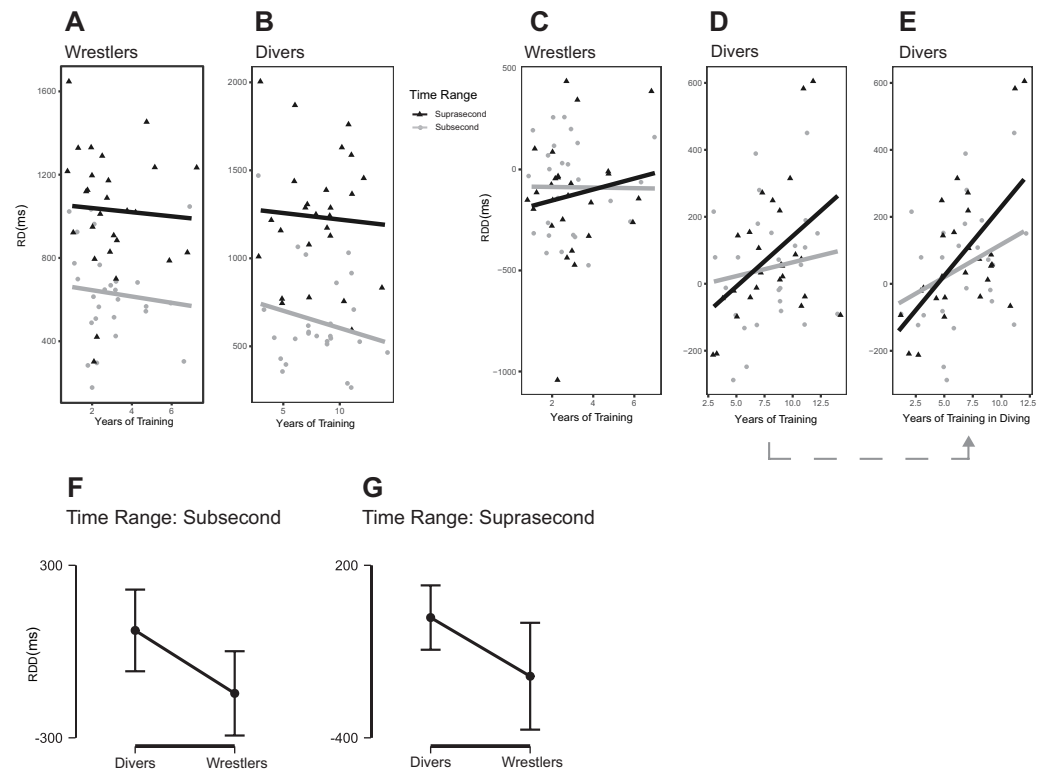 A
Wrestlers
RD(ms)
1600
1200
800
400
2 4 6
Years of Training
B
Divers
2000
1500
1000
500
5 10
Years of Training
Time Range
Suprasecond
Subsecond
C
Wrestlers
RDD(ms)
500
0
−500
−1000
2 4 6
Years of Training
D
Divers
600
400
200
0
−200
2.5 5.0 7.5 10.0 12.5
Years of Training
E
Divers
600
400
200
0
−200
2.5 5.0 7.5 10.0 12.5
Years of Training in Diving
F
Time Range: Subsecond
RDD(ms)
300
-300
Divers Wrestlers
G
Time Range: Suprasecond
200
-400
Divers Wrestlers